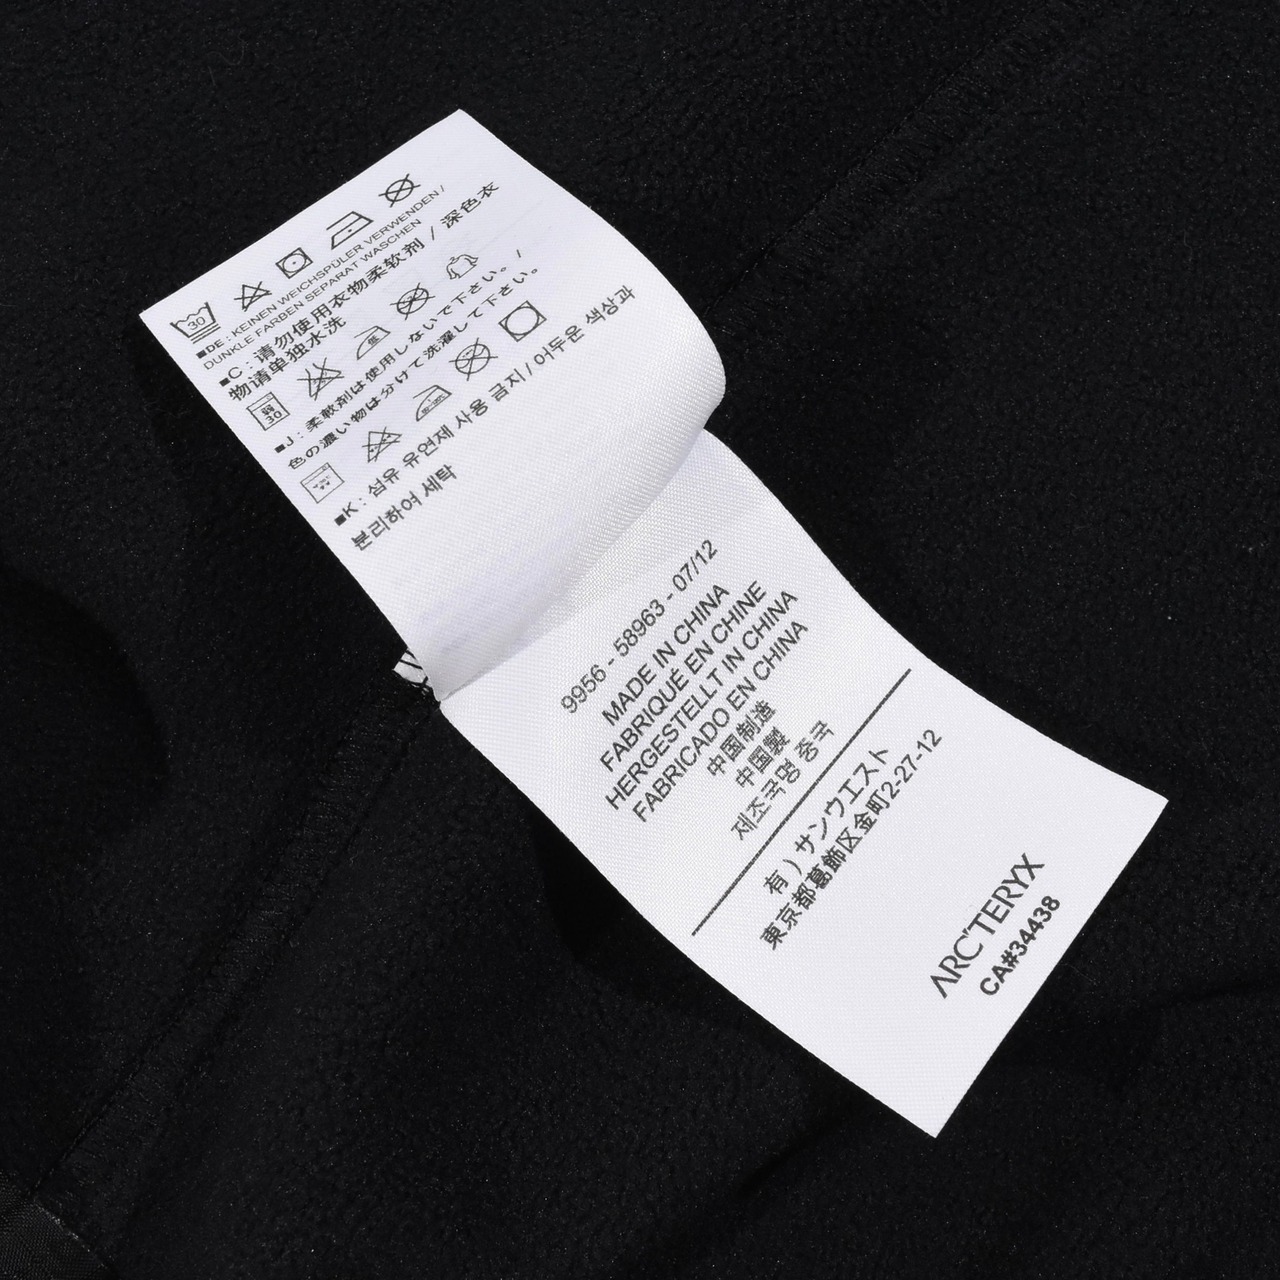 30
■DE : KEINEN WEICHSPÜLER VERWENDEN /
DUNKLE FARBEN SEPARAT WASCHEN
■C : 请勿使用衣物柔软剂 / 深色衣
物请单独水洗
弱
30
低
■J : 柔軟剤は使用しないで下さい。/
色の濃い物は分けて洗濯して下さい。
■K : 섬유 유연제 사용 금지 / 어두운 색상과
분리하여 세탁
9956 - 58963 - 07/12
MADE IN CHINA
FABRIQUÉ EN CHINE
HERGESTELLT IN CHINA
FABRICADO EN CHINA
中国制造
中国製
제조국명 중국
有）サンウエスト
東京都葛飾区金町2-27-12
ARC'TERYX
CA#34438